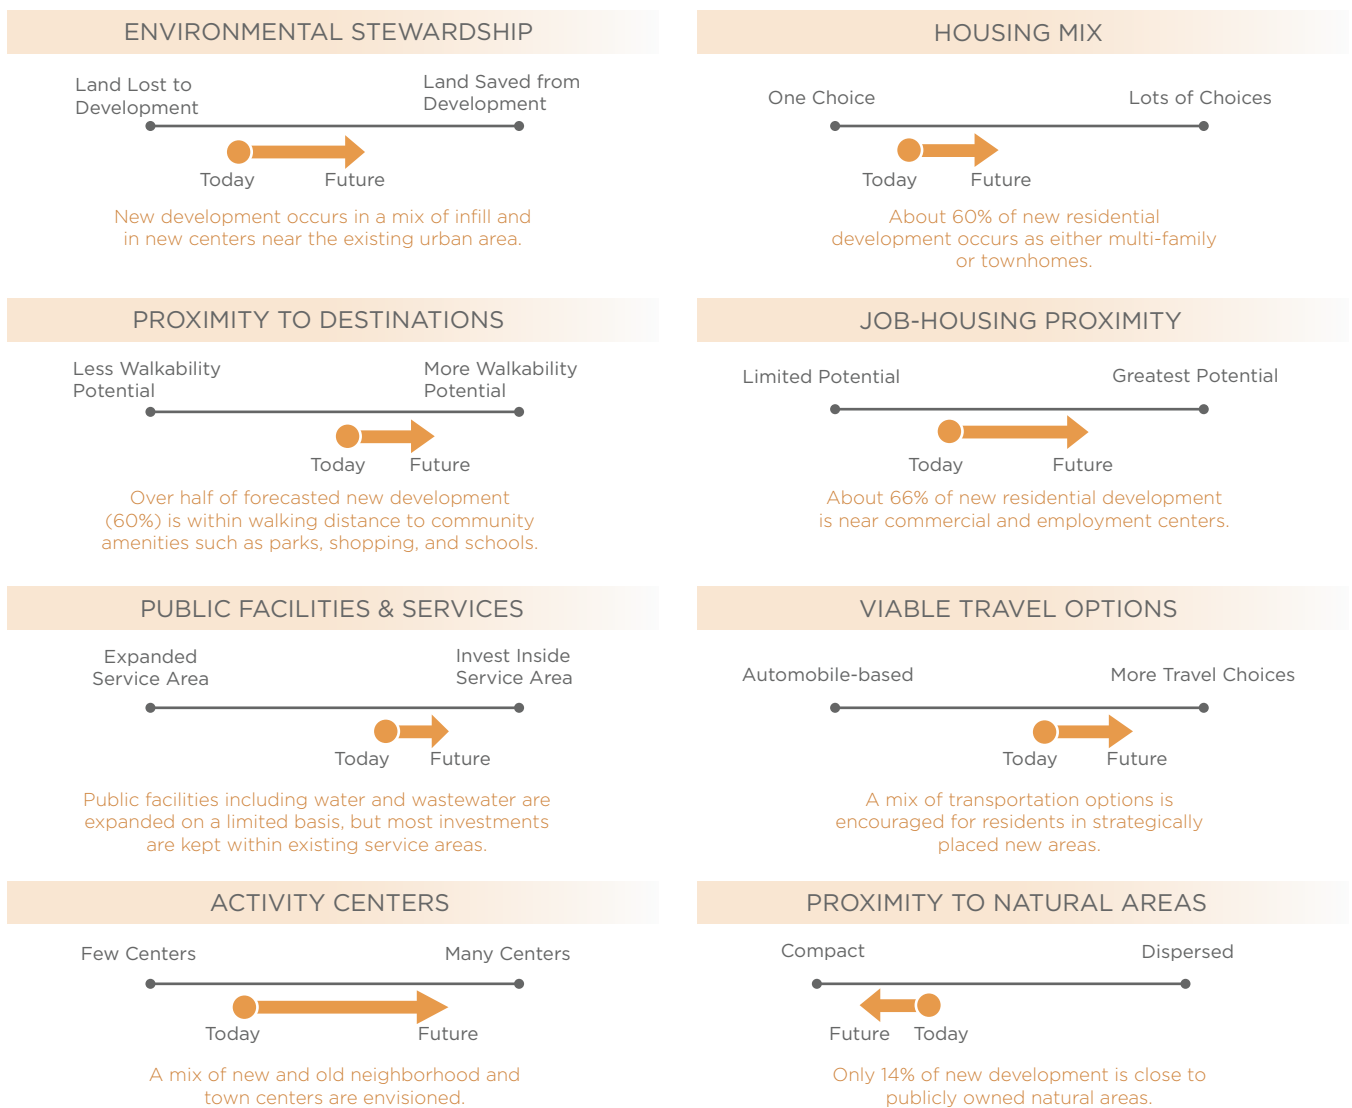 ENVIRONMENTAL STEWARDSHIP
Land Lost to
Development
Land Saved from
Development
Today
Future
New development occurs in a mix of infill and
in new centers near the existing urban area.
HOUSING MIX
One Choice
Lots of Choices
Today
Future
About 60% of new residential
development occurs as either multi-family
or townhomes.
PROXIMITY TO DESTINATIONS
Less Walkability
Potential
More Walkability
Potential
Today
Future
Over half of forecasted new development
(60%) is within walking distance to community
amenities such as parks, shopping, and schools.
JOB-HOUSING PROXIMITY
Limited Potential
Greatest Potential
Today
Future
About 66% of new residential development
is near commercial and employment centers.
PUBLIC FACILITIES & SERVICES
Expanded
Service Area
Invest Inside
Service Area
Today
Future
Public facilities including water and wastewater are
expanded on a limited basis, but most investments
are kept within existing service areas.
VIABLE TRAVEL OPTIONS
Automobile-based
More Travel Choices
Today
Future
A mix of transportation options is
encouraged for residents in strategically
placed new areas.
ACTIVITY CENTERS
Few Centers
Many Centers
Today
Future
A mix of new and old neighborhood and
town centers are envisioned.
PROXIMITY TO NATURAL AREAS
Compact
Dispersed
Future
Today
Only 14% of new development is close to
publicly owned natural areas.